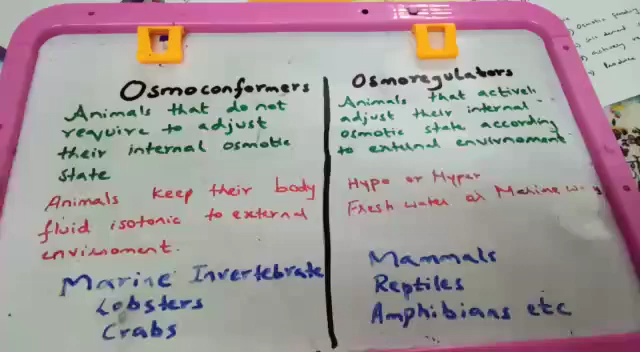 Osmoconformers
Animals that do not
require to adjust
their internal osmotic
state
Animals keep their body
fluid isotonic to external
enviornoment.
Marine Invertebrate
Lobsters
Crabs
Osmoregulators
Animals that actively
adjust their internal
osmotic state according
to external envirnoment
Hypo or Hyper
Fresh water or Marine
Mammals
Reptiles
Amphibians etc